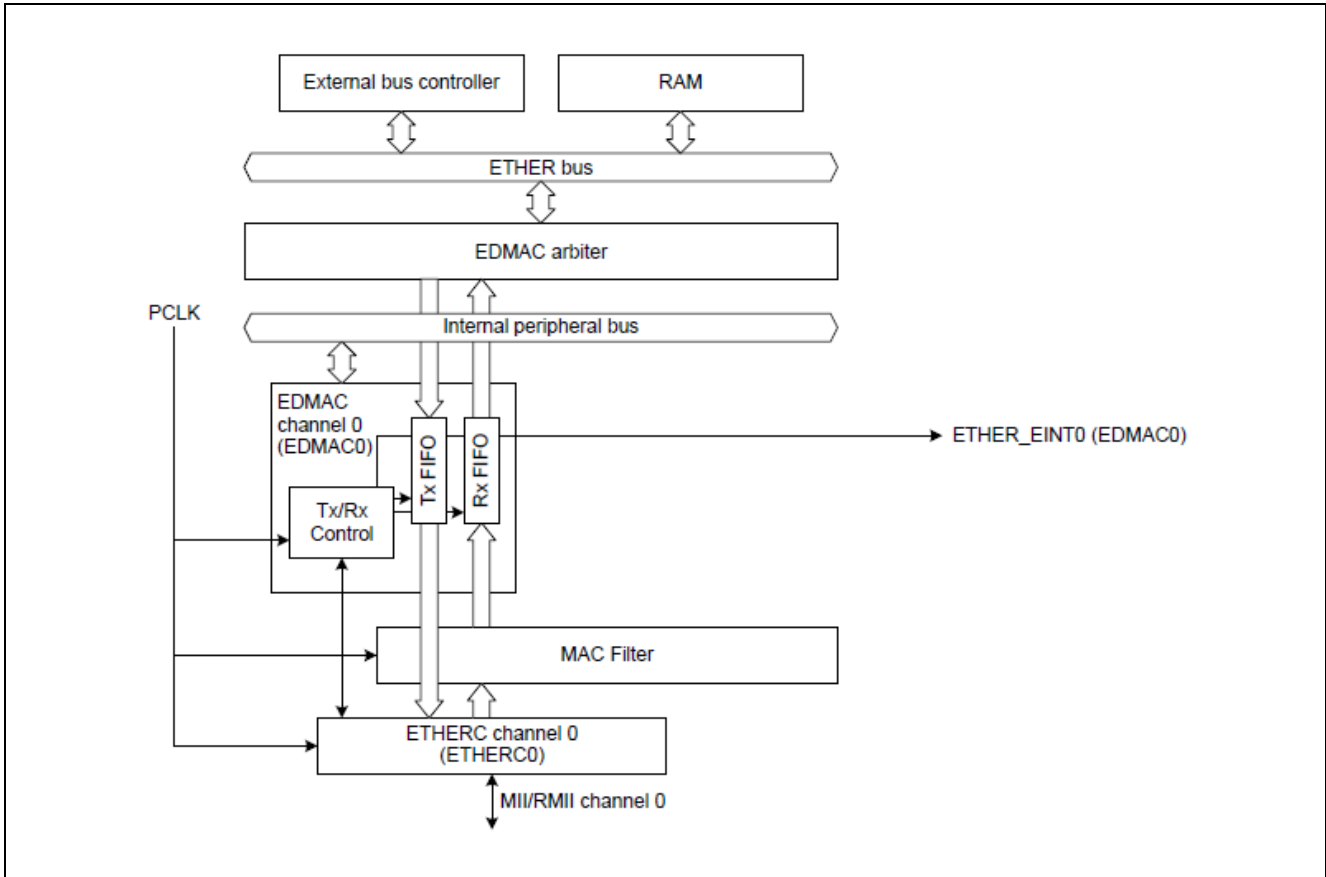 External bus controller
RAM
ETHER bus
EDMAC arbiter
PCLK
Internal peripheral bus
EDMAC
channel 0
(EDMAC0)
Tx FIFO
Rx FIFO
ETHER_EINT0 (EDMAC0)
Tx/Rx
Control
MAC Filter
ETHERC channel 0
(ETHERC0)
MII/RMII channel 0